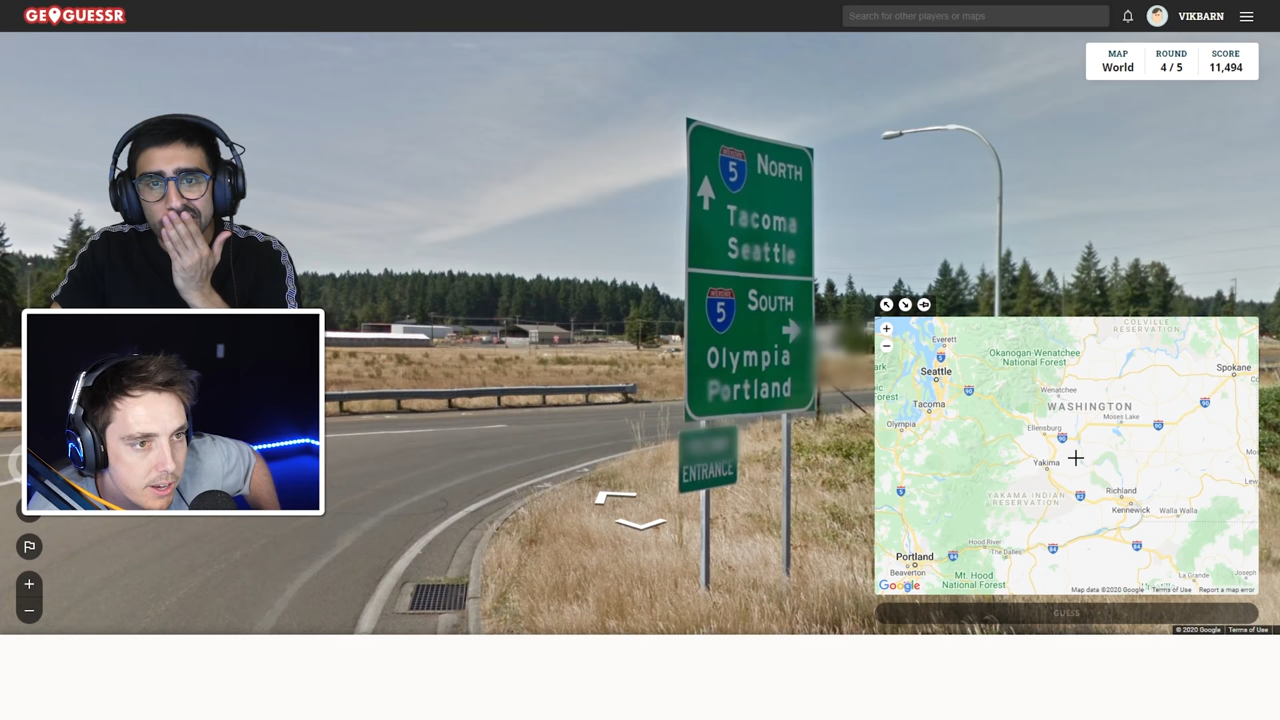 GEOGUESSR
Search for other players or maps
VIKBARN
MAP
World
ROUND
4 / 5
SCORE
11,494
5 NORTH
Tacoma
Seattle
5 SOUTH
Olympia
Portland
ENTRANCE
COLVILLE
RESERVATION
Everett
Okanogan-Wenatchee
National Forest
Seattle
Spokane
Wenatchee
Tacoma
WASHINGTON
Moses Lake
Olympia
Ellensburg
Yakima
YAKAMA INDIAN
RESERVATION
Richland
Kennewick
Walla Walla
Portland
Hood River
The Dalles
Beaverton
Mt. Hood
National Forest
La Grande
Joseph
Google
Map data ©2020 Google
Terms of Use
Report a map error
GUESS
© 2020 Google
Terms of Use